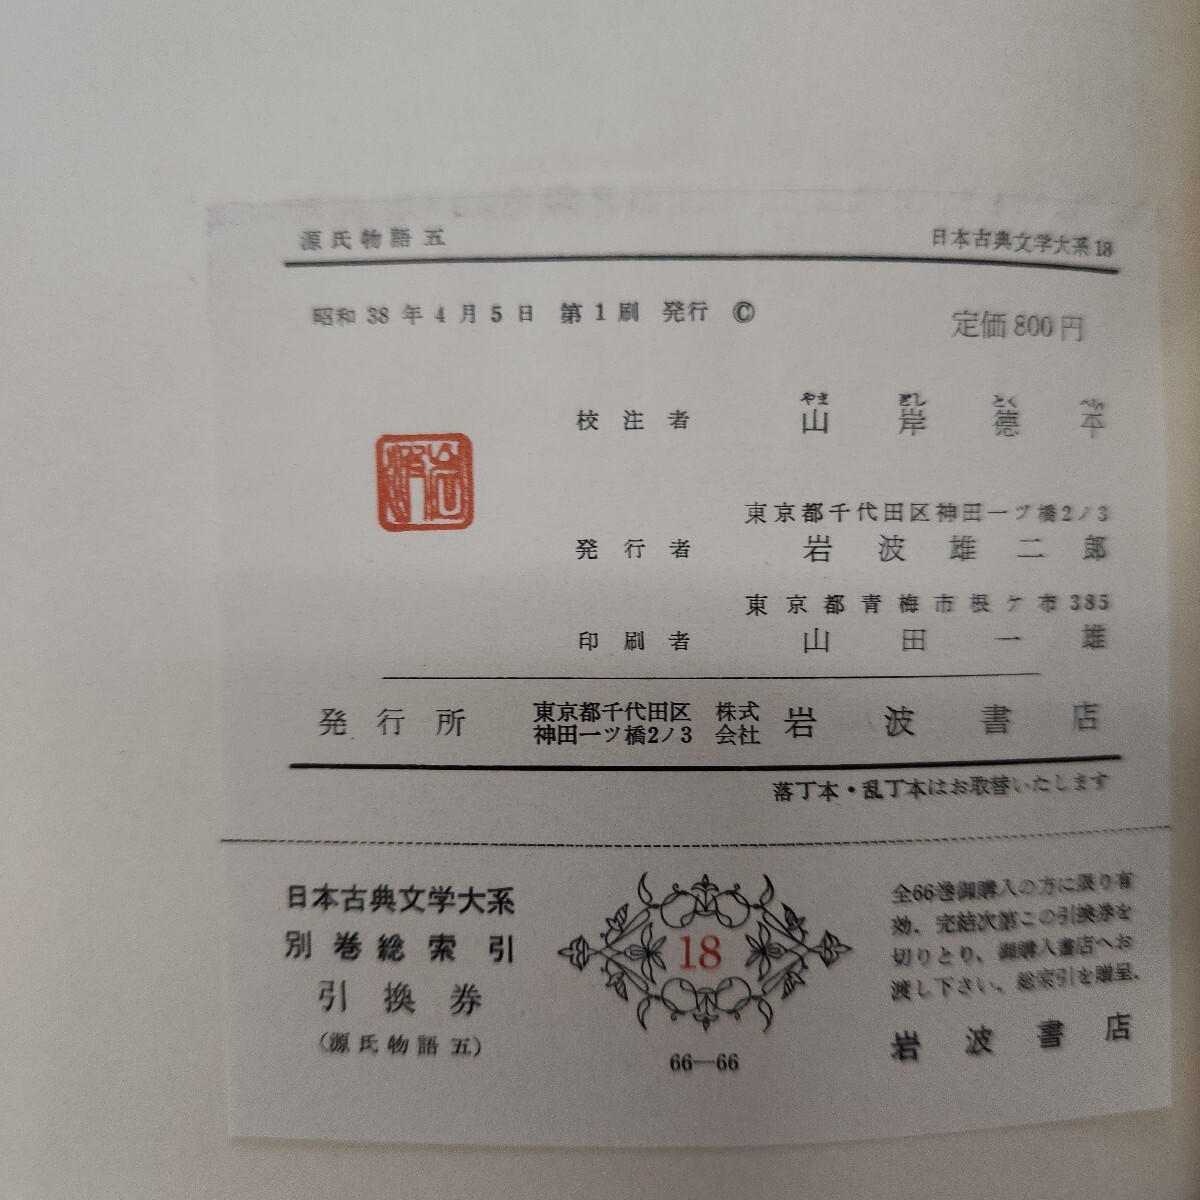 源氏物語 五
日本古典文学大系18
昭和38年4月5日 第1刷 発行 ©
定価800円
やま ぎし とく へい
校注者 山岸德平
東京都千代田区神田一ツ橋2ノ3
発行者 岩波雄二郎
東京都青梅市根ケ布385
印刷者 山田一雄
発行所 東京都千代田区神田一ツ橋2ノ3 株式会社 岩波書店
落丁本・乱丁本はお取替いたします
日本古典文学大系
別巻総索引
引換券
(源氏物語 五)
18
66—66
全66巻御購入の方に限り有
効、完結次第この引換券を
切りとり、御購入書店へお
渡し下さい、総索引を贈呈.
岩波書店